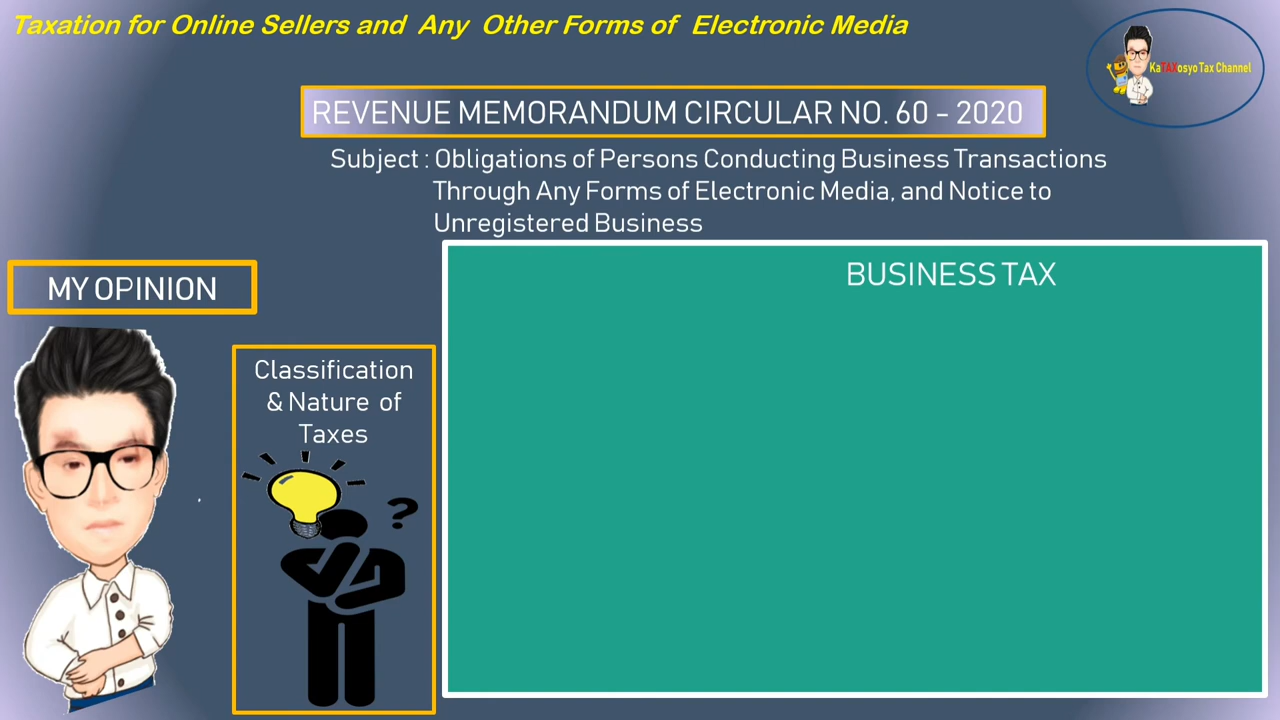 Taxation for Online Sellers and Any Other Forms of Electronic Media
KaTAXosyo Tax Channel
REVENUE MEMORANDUM CIRCULAR NO. 60 - 2020
Subject : Obligations of Persons Conducting Business Transactions
Through Any Forms of Electronic Media, and Notice to
Unregistered Business
MY OPINION
BUSINESS TAX
Classification
& Nature of
Taxes
?